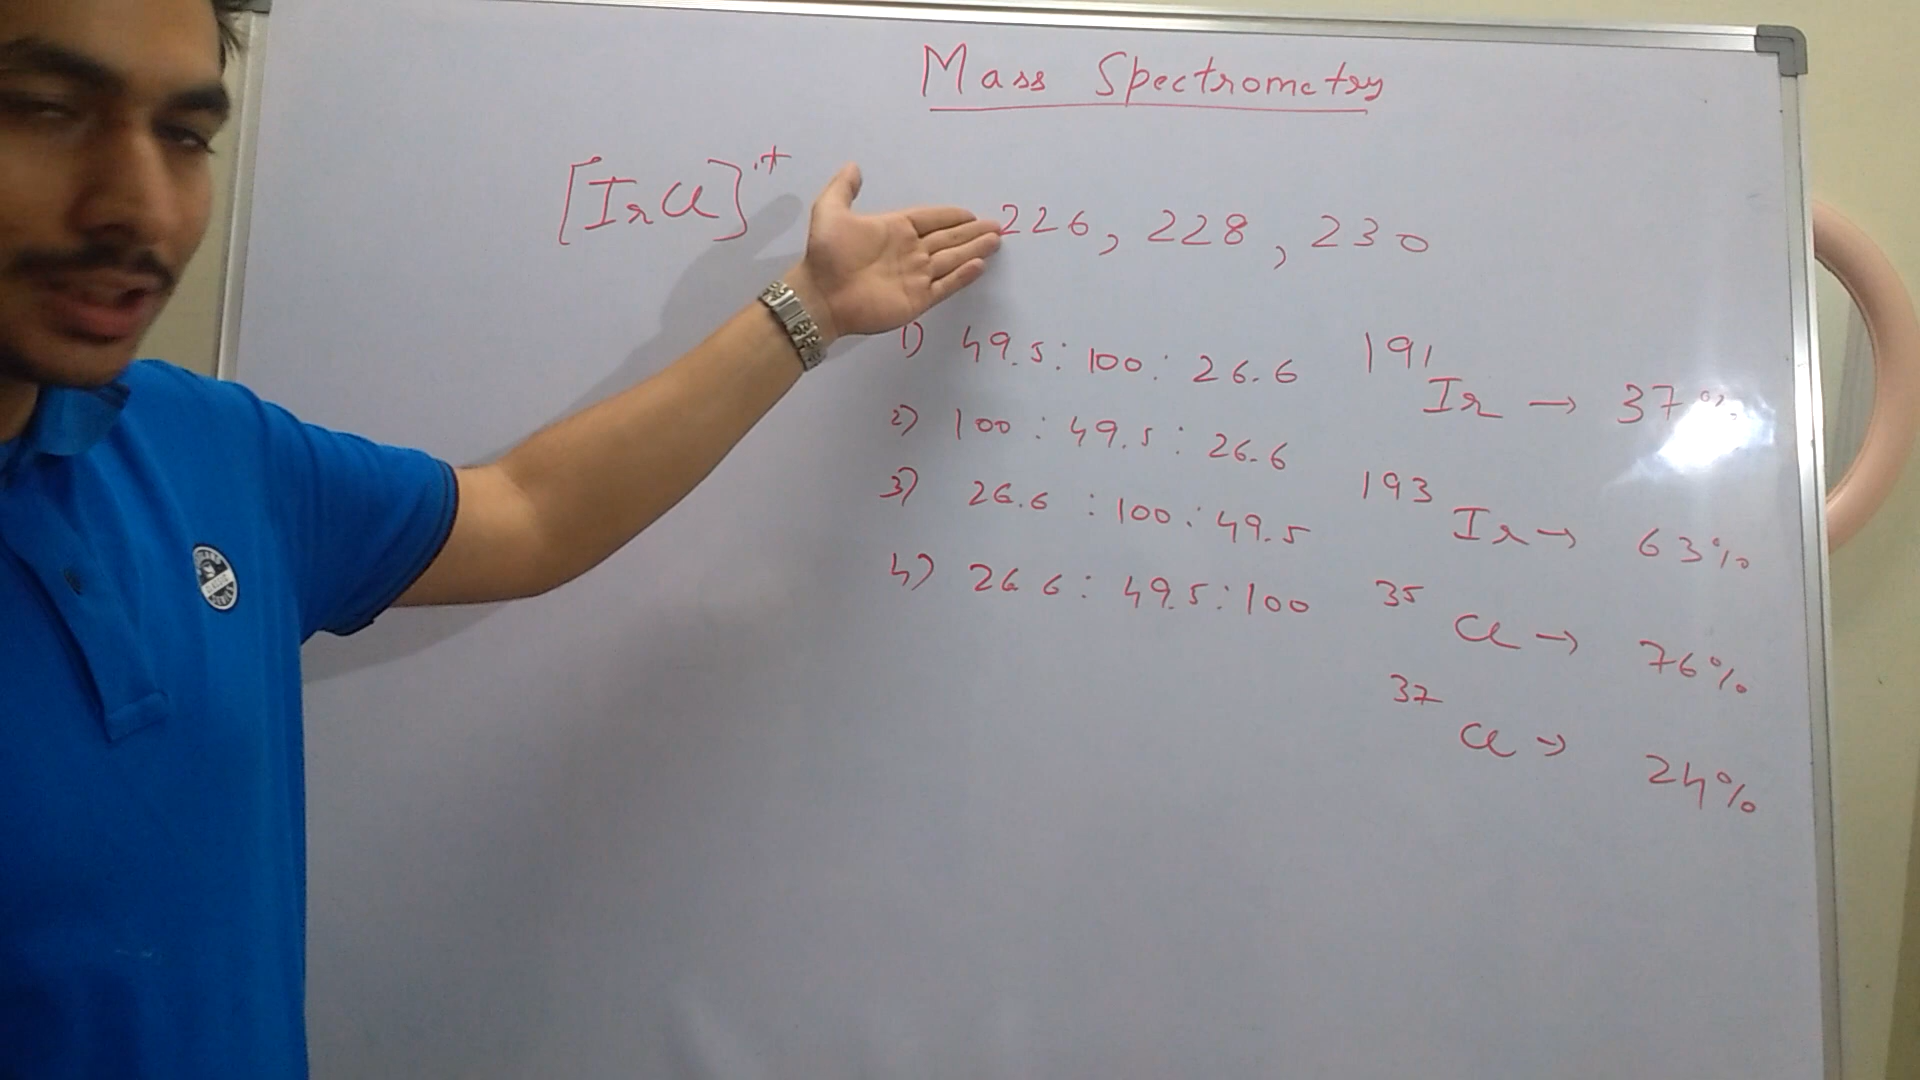 Mass Spectrometry
[IrCl]·+
226, 228, 230
1) 49.5 : 100 : 26.6
2) 100 : 49.5 : 26.6
3) 26.6 : 100 : 49.5
4) 26.6 : 49.5 : 100
191 Ir → 37%
193 Ir → 63%
35 Cl → 76%
37 Cl → 24%